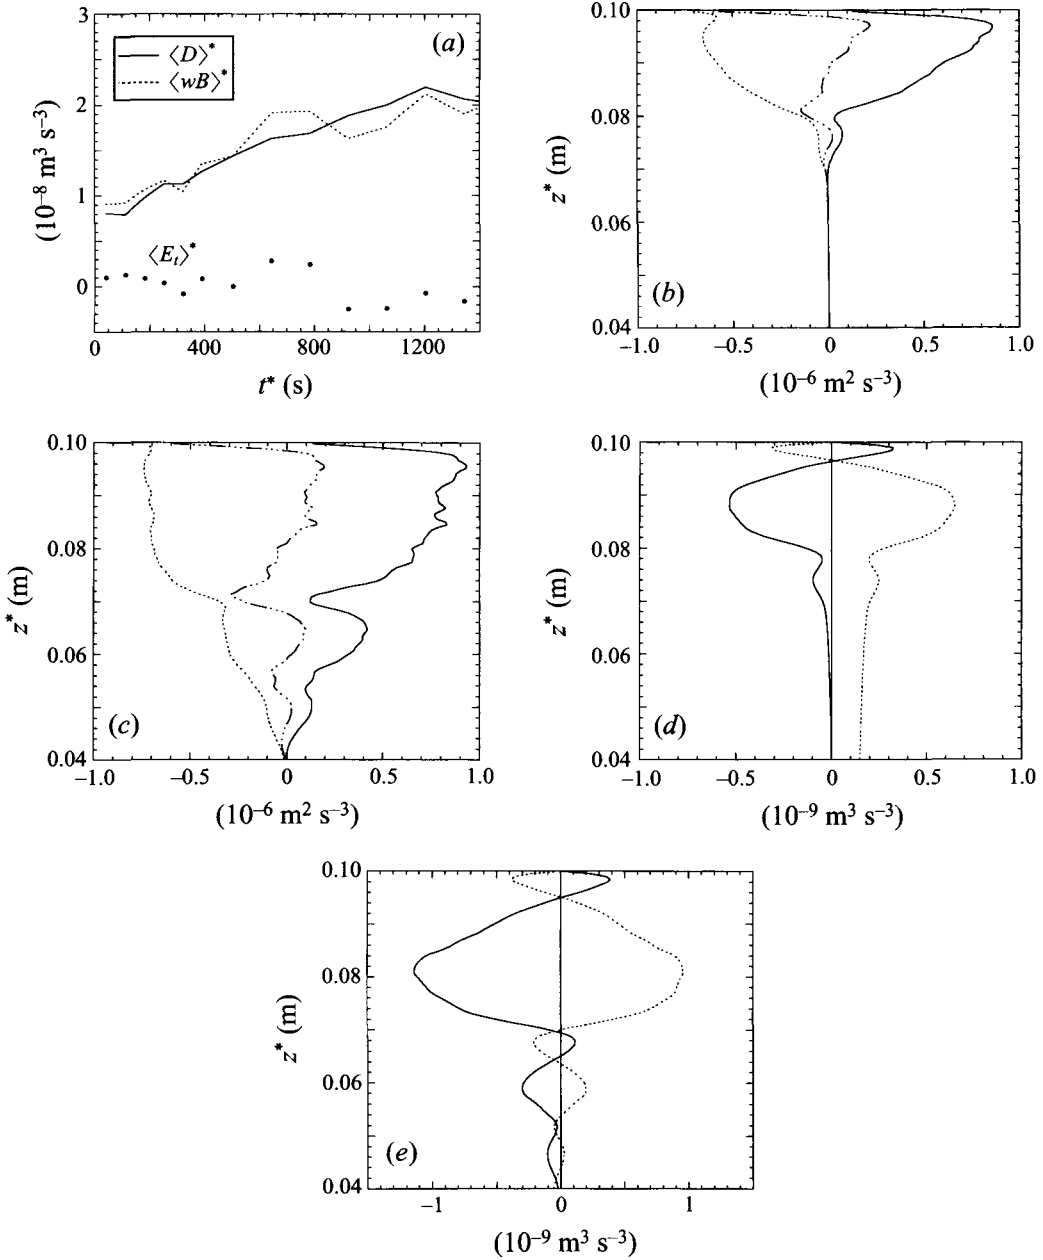 3
2
1
0
(10–8 m3 s–3)
⟨D⟩*
⟨wB⟩*
(a)
⟨Et⟩*
0 400 800 1200
t* (s)
0.10
0.08
0.06
0.04
z* (m)
(b)
–1.0 –0.5 0 0.5 1.0
(10–6 m2 s–3)
0.10
0.08
0.06
0.04
z* (m)
(c)
–1.0 –0.5 0 0.5 1.0
(10–6 m2 s–3)
0.10
0.08
0.06
0.04
z* (m)
(d)
–1.0 –0.5 0 0.5 1.0
(10–9 m3 s–3)
0.10
0.08
0.06
0.04
z* (m)
(e)
–1 0 1
(10–9 m3 s–3)